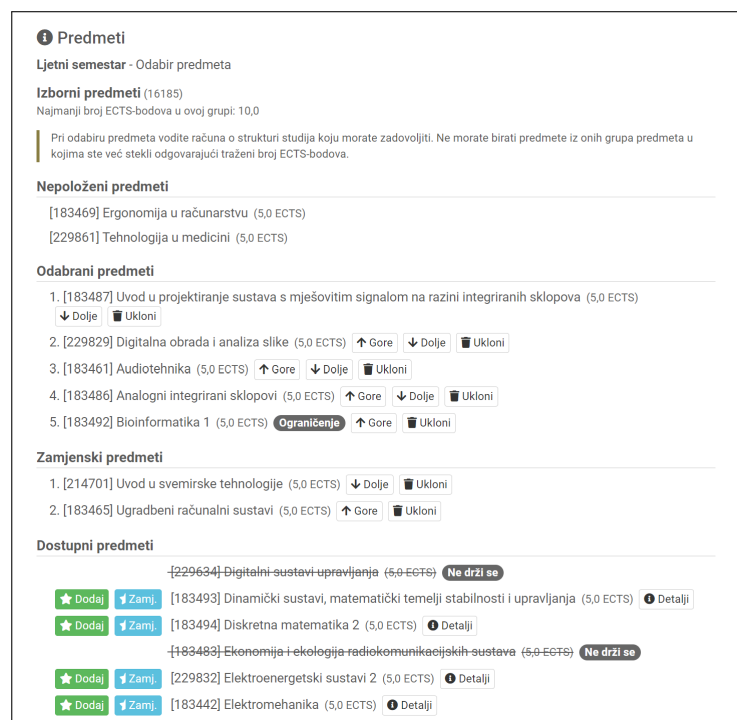 Predmeti
Ljetni semestar - Odabir predmeta
Izborni predmeti (16185)
Najmanji broj ECTS-bodova u ovoj grupi: 10,0
Pri odabiru predmeta vodite računa o strukturi studija koju morate zadovoljiti. Ne morate birati predmete iz onih grupa predmeta u
kojima ste već stekli odgovarajući traženi broj ECTS-bodova.
Nepoloženi predmeti
[183469] Ergonomija u računarstvu (5,0 ECTS)
[229861] Tehnologija u medicini (5,0 ECTS)
Odabrani predmeti
1. [183487] Uvod u projektiranje sustava s mješovitim signalom na razini integriranih sklopova (5,0 ECTS)
Dolje Ukloni
2. [229829] Digitalna obrada i analiza slike (5,0 ECTS) Gore Dolje Ukloni
3. [183461] Audiotehnika (5,0 ECTS) Gore Dolje Ukloni
4. [183486] Analogni integrirani sklopovi (5,0 ECTS) Gore Dolje Ukloni
5. [183492] Bioinformatika 1 (5,0 ECTS) Ograničenje Gore Ukloni
Zamjenski predmeti
1. [214701] Uvod u svemirske tehnologije (5,0 ECTS) Dolje Ukloni
2. [183465] Ugradbeni računalni sustavi (5,0 ECTS) Gore Ukloni
Dostupni predmeti
[229634] Digitalni sustavi upravljanja (5,0 ECTS) Ne drži se
Dodaj Zamj. [183493] Dinamički sustavi, matematički temelji stabilnosti i upravljanja (5,0 ECTS) Detalji
Dodaj Zamj. [183494] Diskretna matematika 2 (5,0 ECTS) Detalji
[183483] Ekonomija i ekologija radiokomunikacijskih sustava (5,0 ECTS) Ne drži se
Dodaj Zamj. [229832] Elektroenergetski sustavi 2 (5,0 ECTS) Detalji
Dodaj Zamj. [183442] Elektromehanika (5,0 ECTS) Detalji